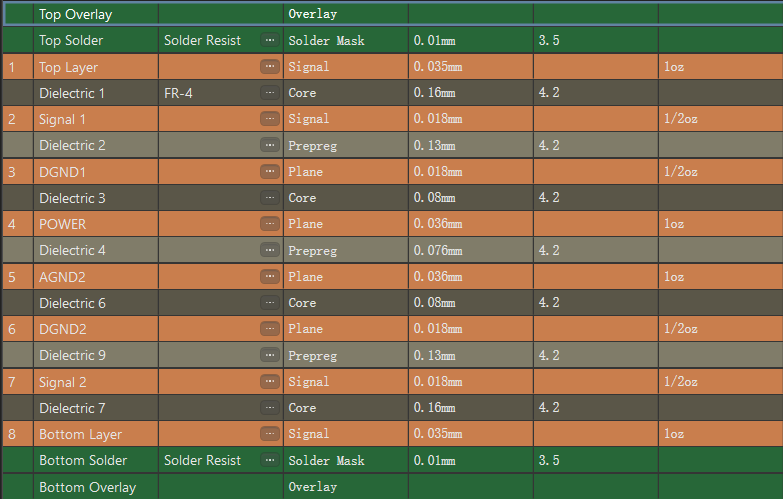 Top Overlay Overlay
Top Solder Solder Resist ... Solder Mask 0.01mm 3.5
1 Top Layer ... Signal 0.035mm 1oz
Dielectric 1 FR-4 ... Core 0.16mm 4.2
2 Signal 1 ... Signal 0.018mm 1/2oz
Dielectric 2 ... Prepreg 0.13mm 4.2
3 DGND1 ... Plane 0.018mm 1/2oz
Dielectric 3 ... Core 0.08mm 4.2
4 POWER ... Plane 0.036mm 1oz
Dielectric 4 ... Prepreg 0.076mm 4.2
5 AGND2 ... Plane 0.036mm 1oz
Dielectric 6 ... Core 0.08mm 4.2
6 DGND2 ... Plane 0.018mm 1/2oz
Dielectric 9 ... Prepreg 0.13mm 4.2
7 Signal 2 ... Signal 0.018mm 1/2oz
Dielectric 7 ... Core 0.16mm 4.2
8 Bottom Layer ... Signal 0.035mm 1oz
Bottom Solder Solder Resist ... Solder Mask 0.01mm 3.5
Bottom Overlay Overlay